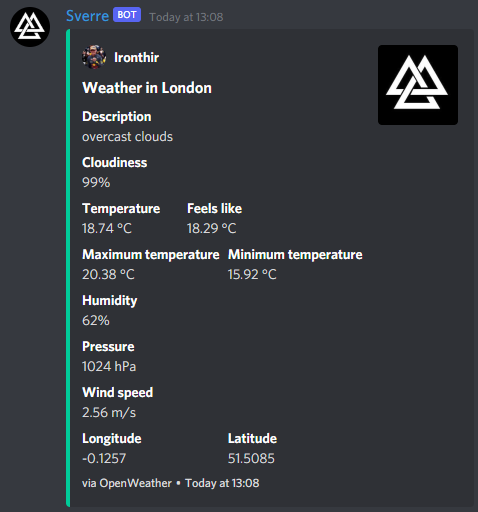 Sverre BOT Today at 13:08
Ironthir
Weather in London
Description
overcast clouds
Cloudiness
99%
Temperature Feels like
18.74 °C 18.29 °C
Maximum temperature Minimum temperature
20.38 °C 15.92 °C
Humidity
62%
Pressure
1024 hPa
Wind speed
2.56 m/s
Longitude Latitude
-0.1257 51.5085
via OpenWeather • Today at 13:08